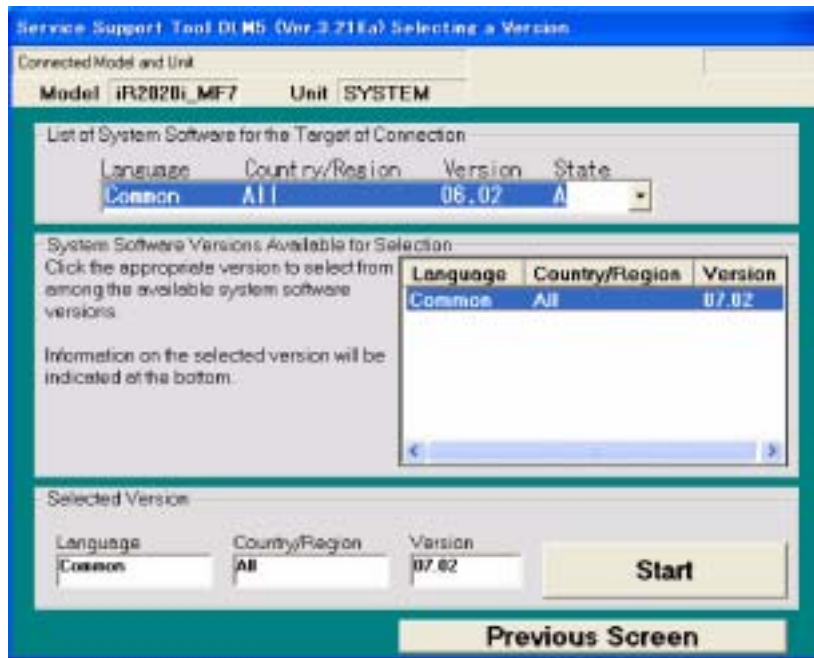 Service Support Tool DLM5 (Ver.3.21Ea) Selecting a Version
Connected Model and Unit
Model iR2020i_MF7 Unit SYSTEM
List of System Software for the Target of Connection
Language Country/Region Version State
Common All 06.02 A
System Software Versions Available for Selection
Click the appropriate version to select from
among the available system software
versions.
Information on the selected version will be
indicated at the bottom.
Language Country/Region Version
Common All 07.02
Selected Version
Language Country/Region Version
Common All 07.02
Start
Previous Screen